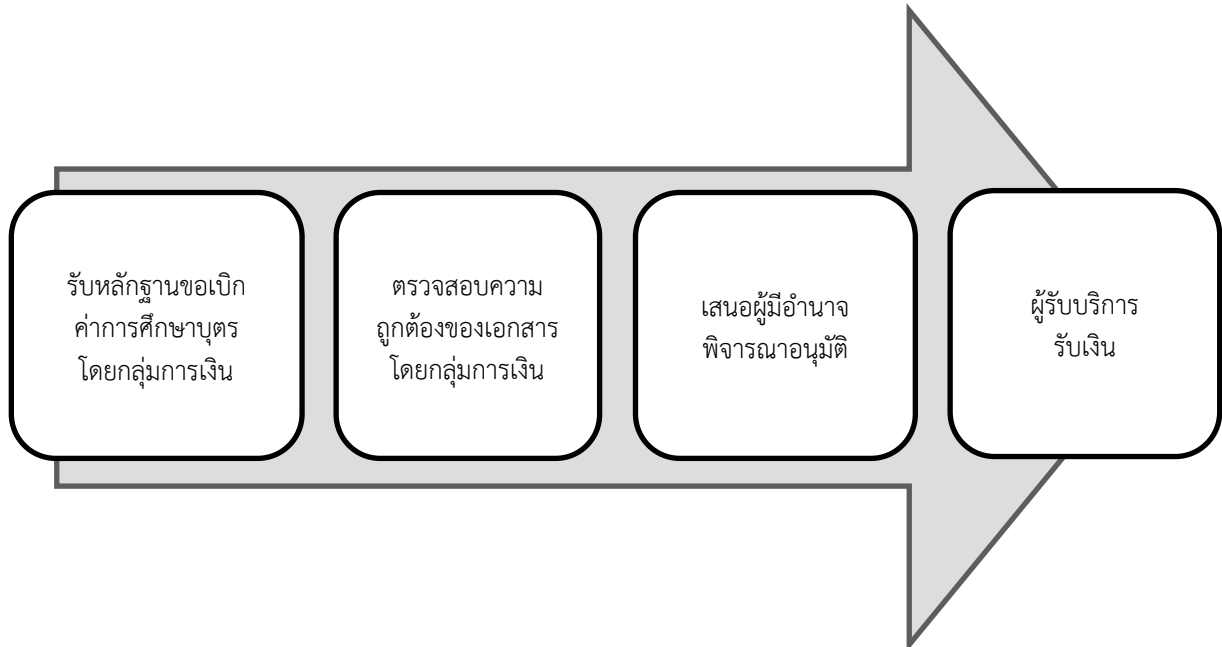 รับหลักฐานขอเบิก
ค่าการศึกษาบุตร
โดยกลุ่มการเงิน
ตรวจสอบความ
ถูกต้องของเอกสาร
โดยกลุ่มการเงิน
เสนอผู้มีอำนาจ
พิจารณาอนุมัติ
ผู้รับบริการ
รับเงิน